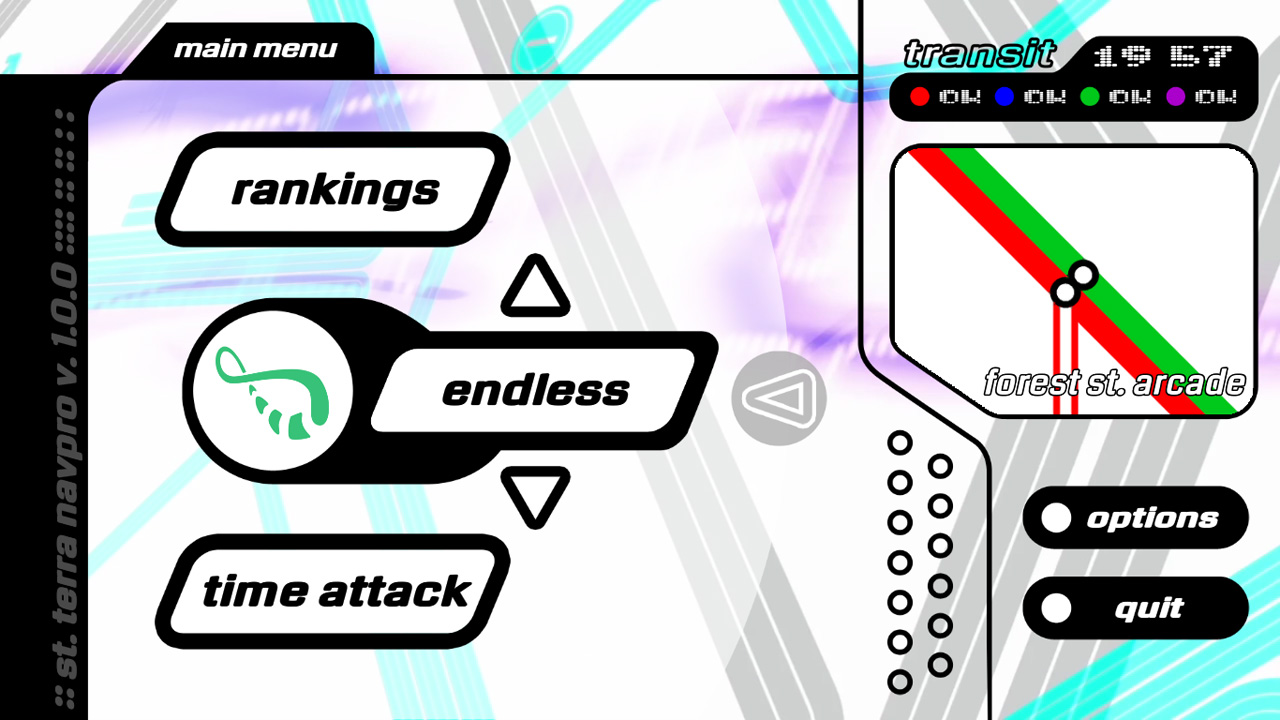 main menu
transit 19 57
OK OK OK OK
rankings
endless
time attack
forest st. arcade
options
quit
:: st. terra navpro v. 1.0.0 :::: ::: :: : :